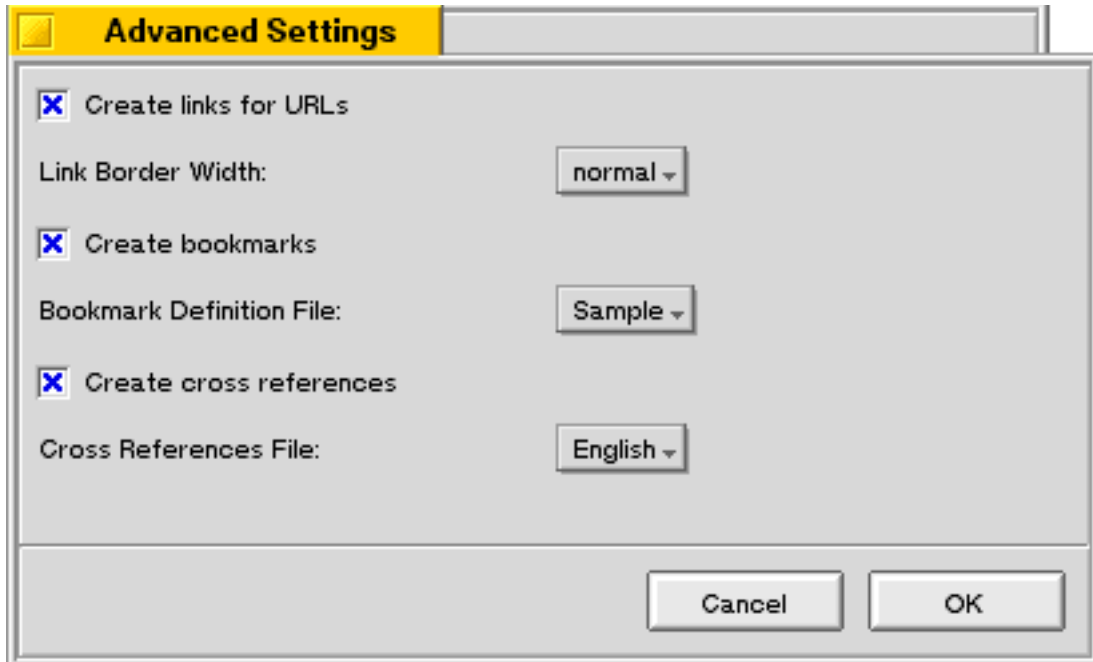 Advanced Settings
Create links for URLs
Link Border Width: normal
Create bookmarks
Bookmark Definition File: Sample
Create cross references
Cross References File: English
Cancel OK